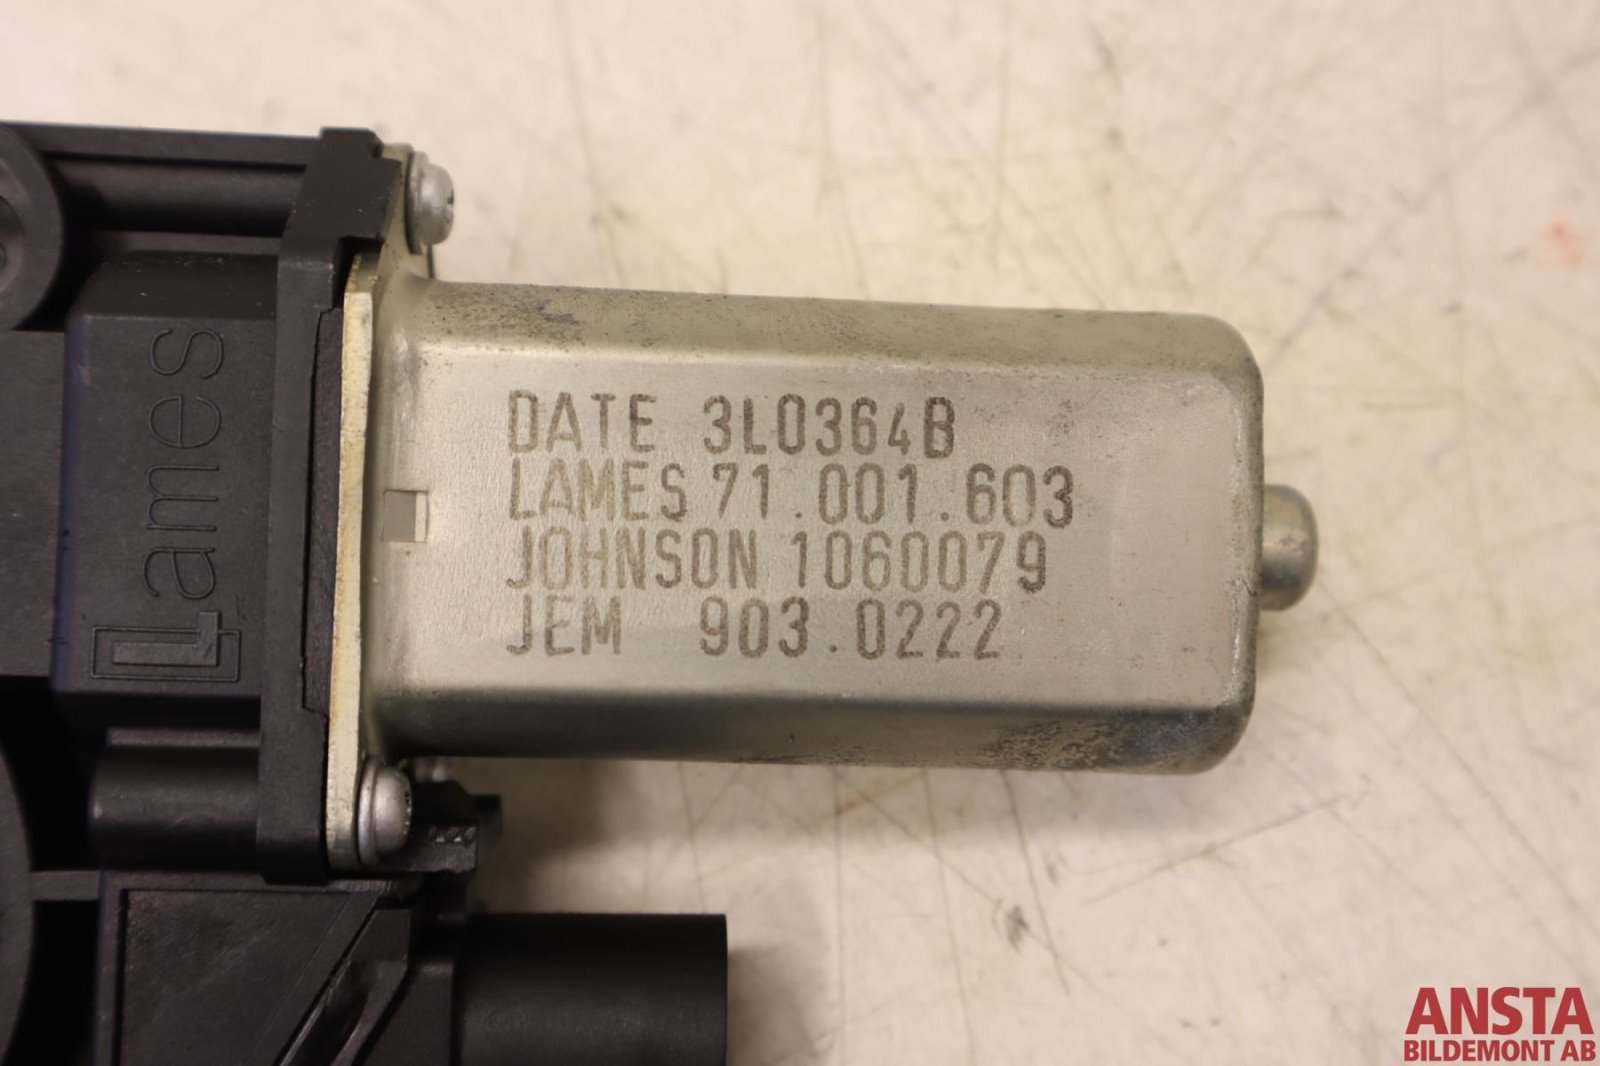 Lames
DATE 3L0364B
LAMES 71.001.603
JOHNSON 1060079
JEM 903.0222
ANSTA
BILDEMONT AB